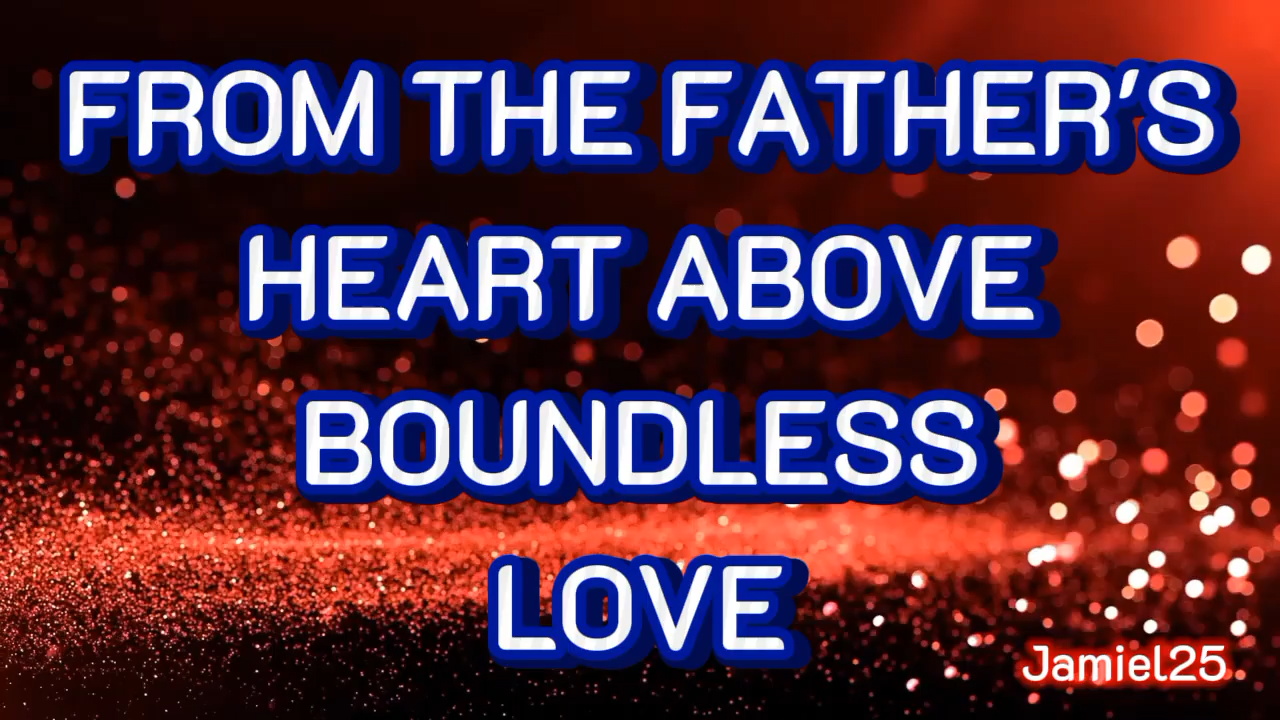 FROM THE FATHER'S
HEART ABOVE
BOUNDLESS
LOVE
Jamiel25